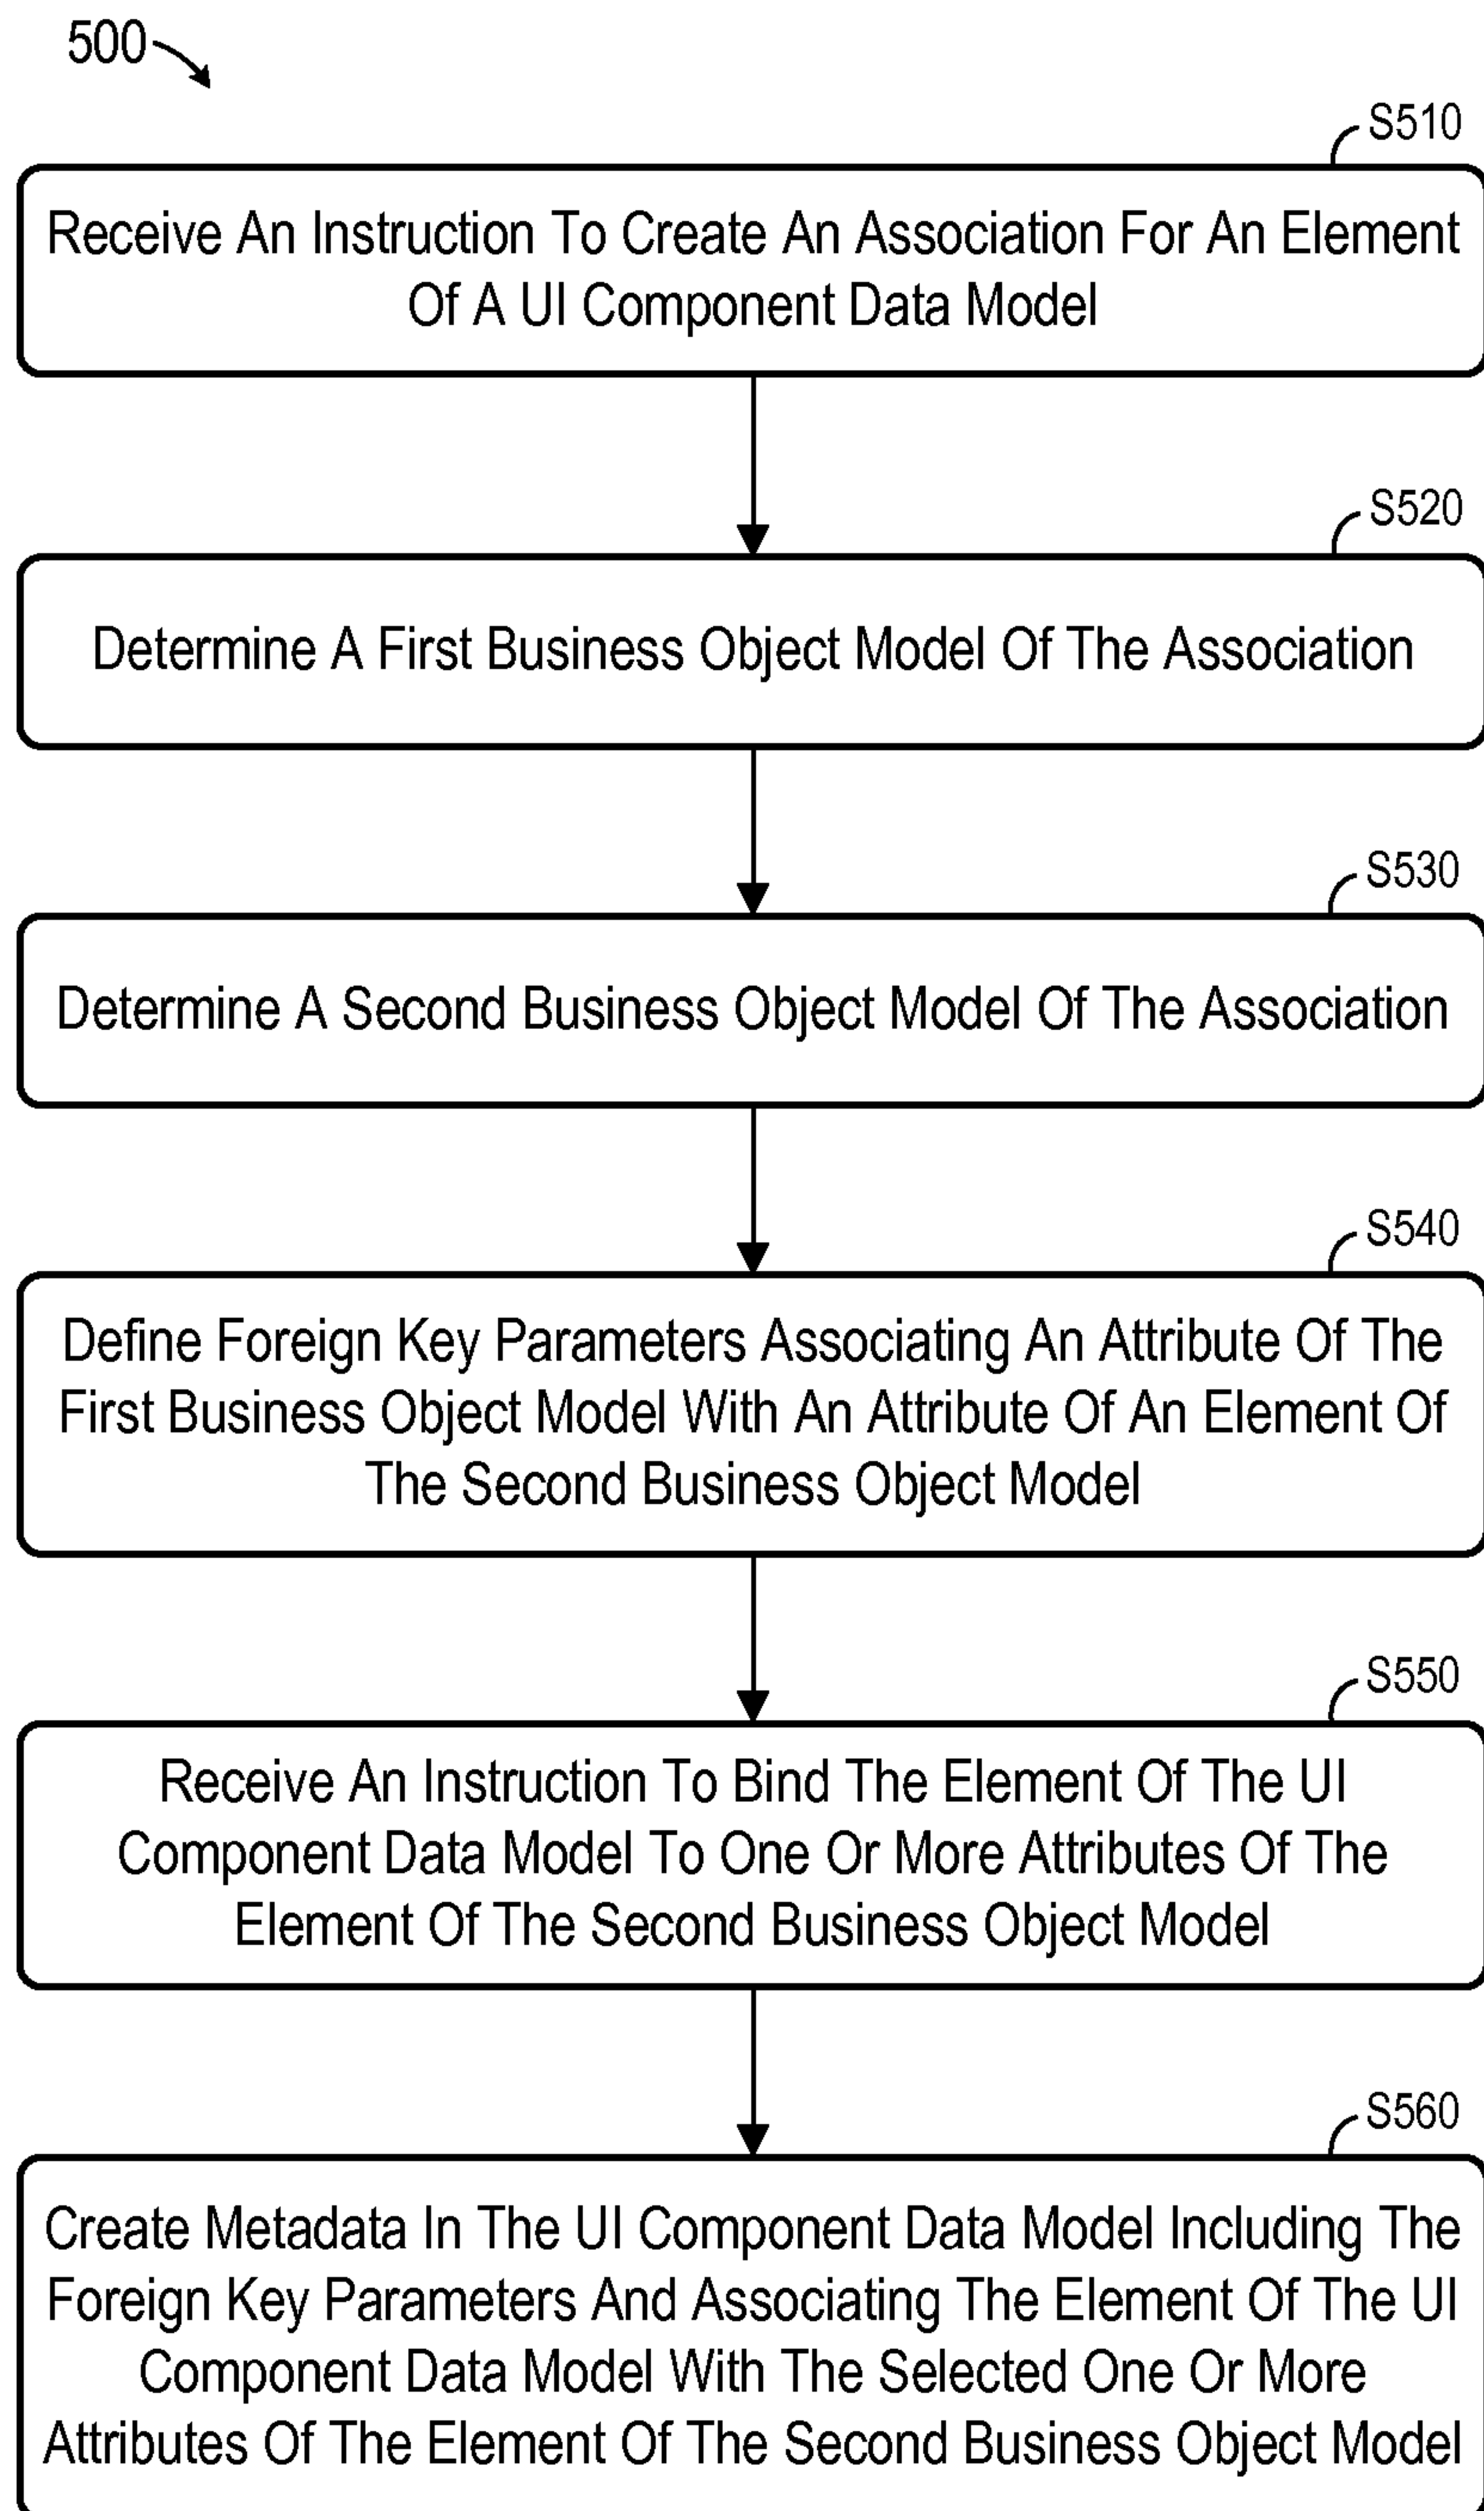 500
S510
Receive An Instruction To Create An Association For An Element
Of A UI Component Data Model
S520
Determine A First Business Object Model Of The Association
S530
Determine A Second Business Object Model Of The Association
S540
Define Foreign Key Parameters Associating An Attribute Of The
First Business Object Model With An Attribute Of An Element Of
The Second Business Object Model
S550
Receive An Instruction To Bind The Element Of The UI
Component Data Model To One Or More Attributes Of The
Element Of The Second Business Object Model
S560
Create Metadata In The UI Component Data Model Including The
Foreign Key Parameters And Associating The Element Of The UI
Component Data Model With The Selected One Or More
Attributes Of The Element Of The Second Business Object Model